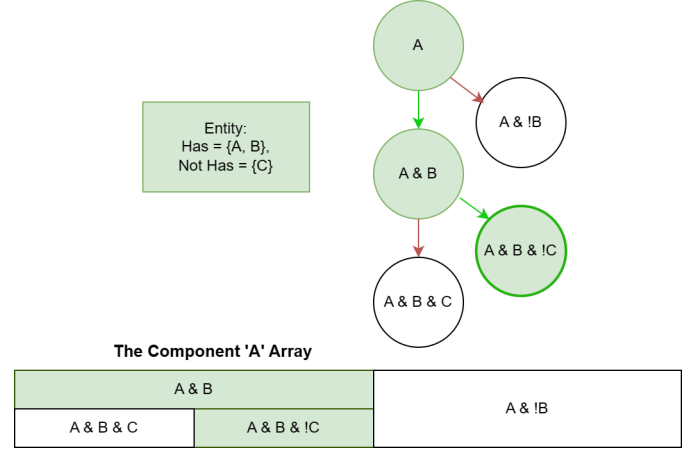 A
A & !B
Entity:
Has = {A, B},
Not Has = {C}
A & B
A & B & !C
A & B & C
The Component 'A' Array
A & B
A & !B
A & B & C
A & B & !C